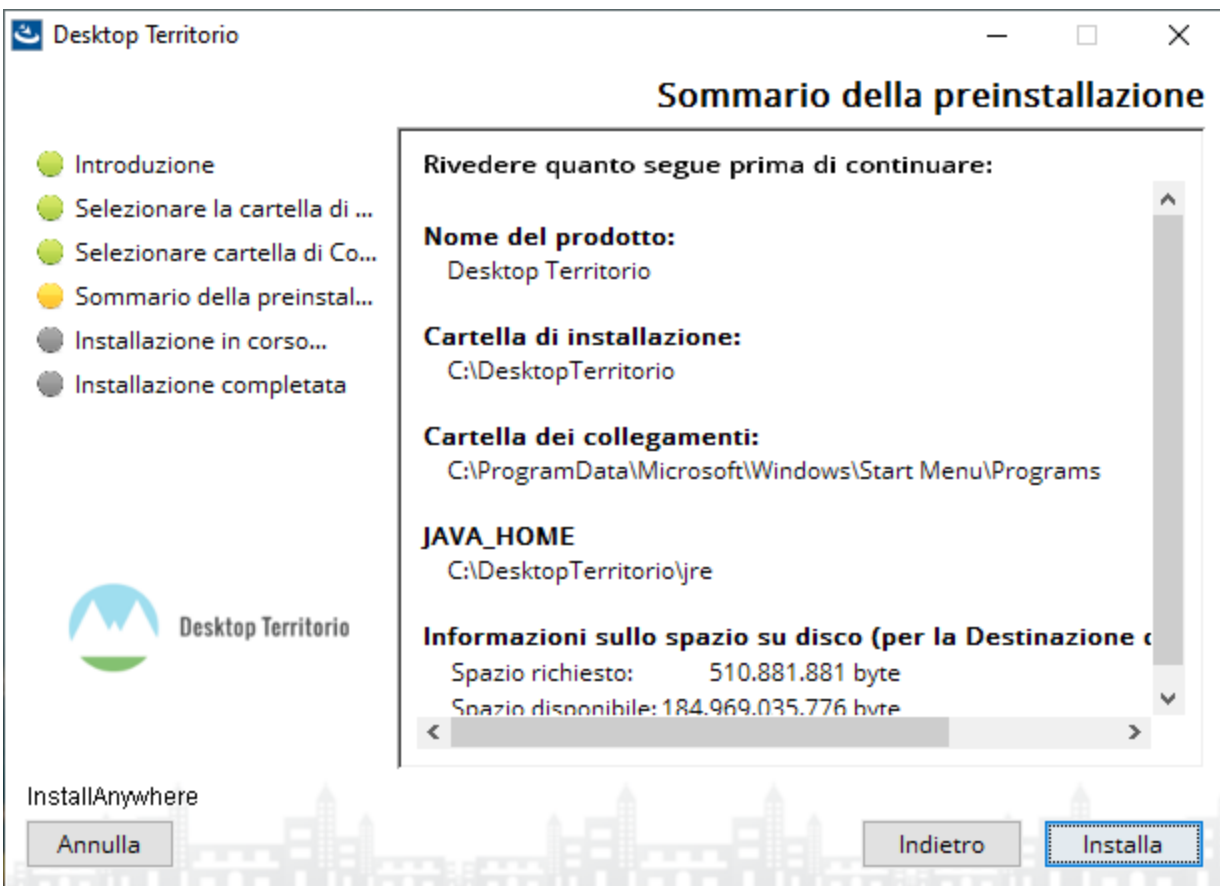 Desktop Territorio
Sommario della preinstallazione
Introduzione
Selezionare la cartella di ...
Selezionare cartella di Co...
Sommario della preinstal...
Installazione in corso...
Installazione completata
Desktop Territorio
Rivedere quanto segue prima di continuare:
Nome del prodotto:
Desktop Territorio
Cartella di installazione:
C:\DesktopTerritorio
Cartella dei collegamenti:
C:\ProgramData\Microsoft\Windows\Start Menu\Programs
JAVA_HOME
C:\DesktopTerritorio\jre
Informazioni sullo spazio su disco (per la Destinazione
Spazio richiesto: 510.881.881 byte
Spazio disponibile: 184.969.035.776 byte
InstallAnywhere
Annulla
Indietro
Installa